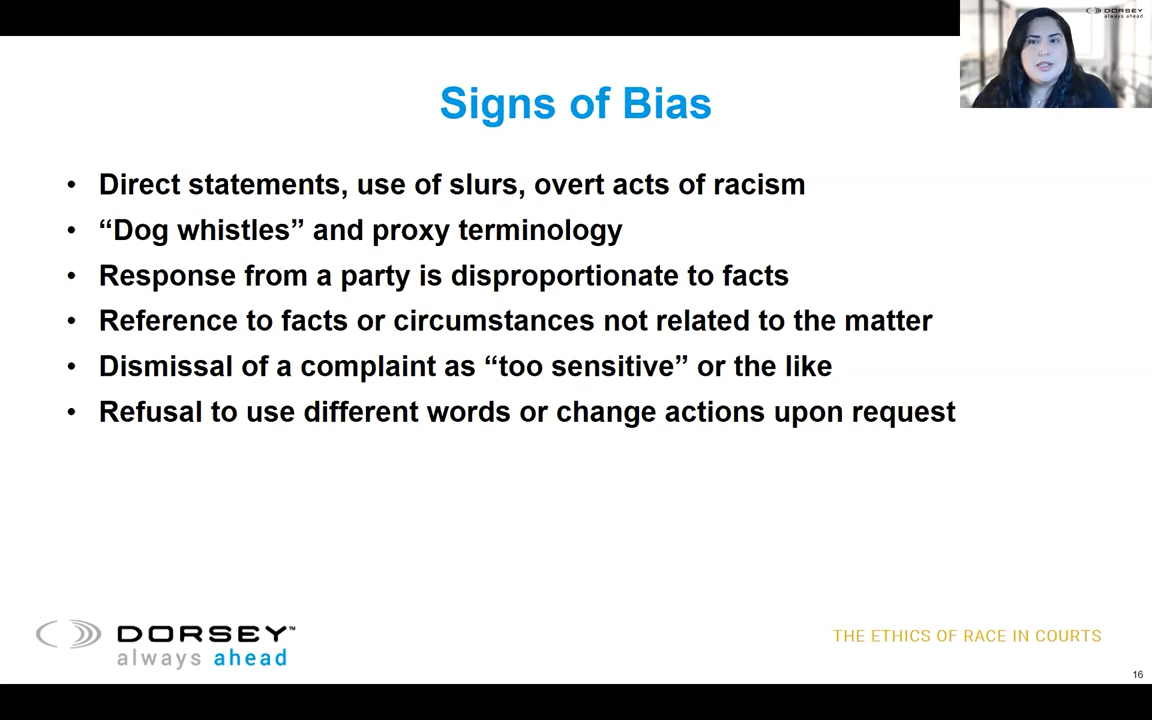 DORSEY
always ahead
Signs of Bias
• Direct statements, use of slurs, overt acts of racism
• “Dog whistles” and proxy terminology
• Response from a party is disproportionate to facts
• Reference to facts or circumstances not related to the matter
• Dismissal of a complaint as “too sensitive” or the like
• Refusal to use different words or change actions upon request
DORSEY™
always ahead
THE ETHICS OF RACE IN COURTS
16